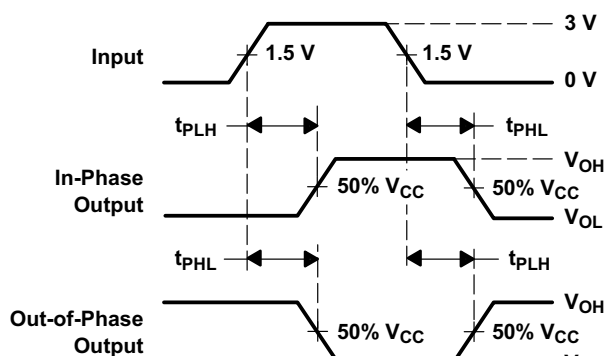 3 V
Input
1.5 V
1.5 V
0 V
tPLH
tPHL
VOH
In-Phase
Output
50% VCC
50% VCC
VOL
tPHL
tPLH
VOH
Out-of-Phase
Output
50% VCC
50% VCC